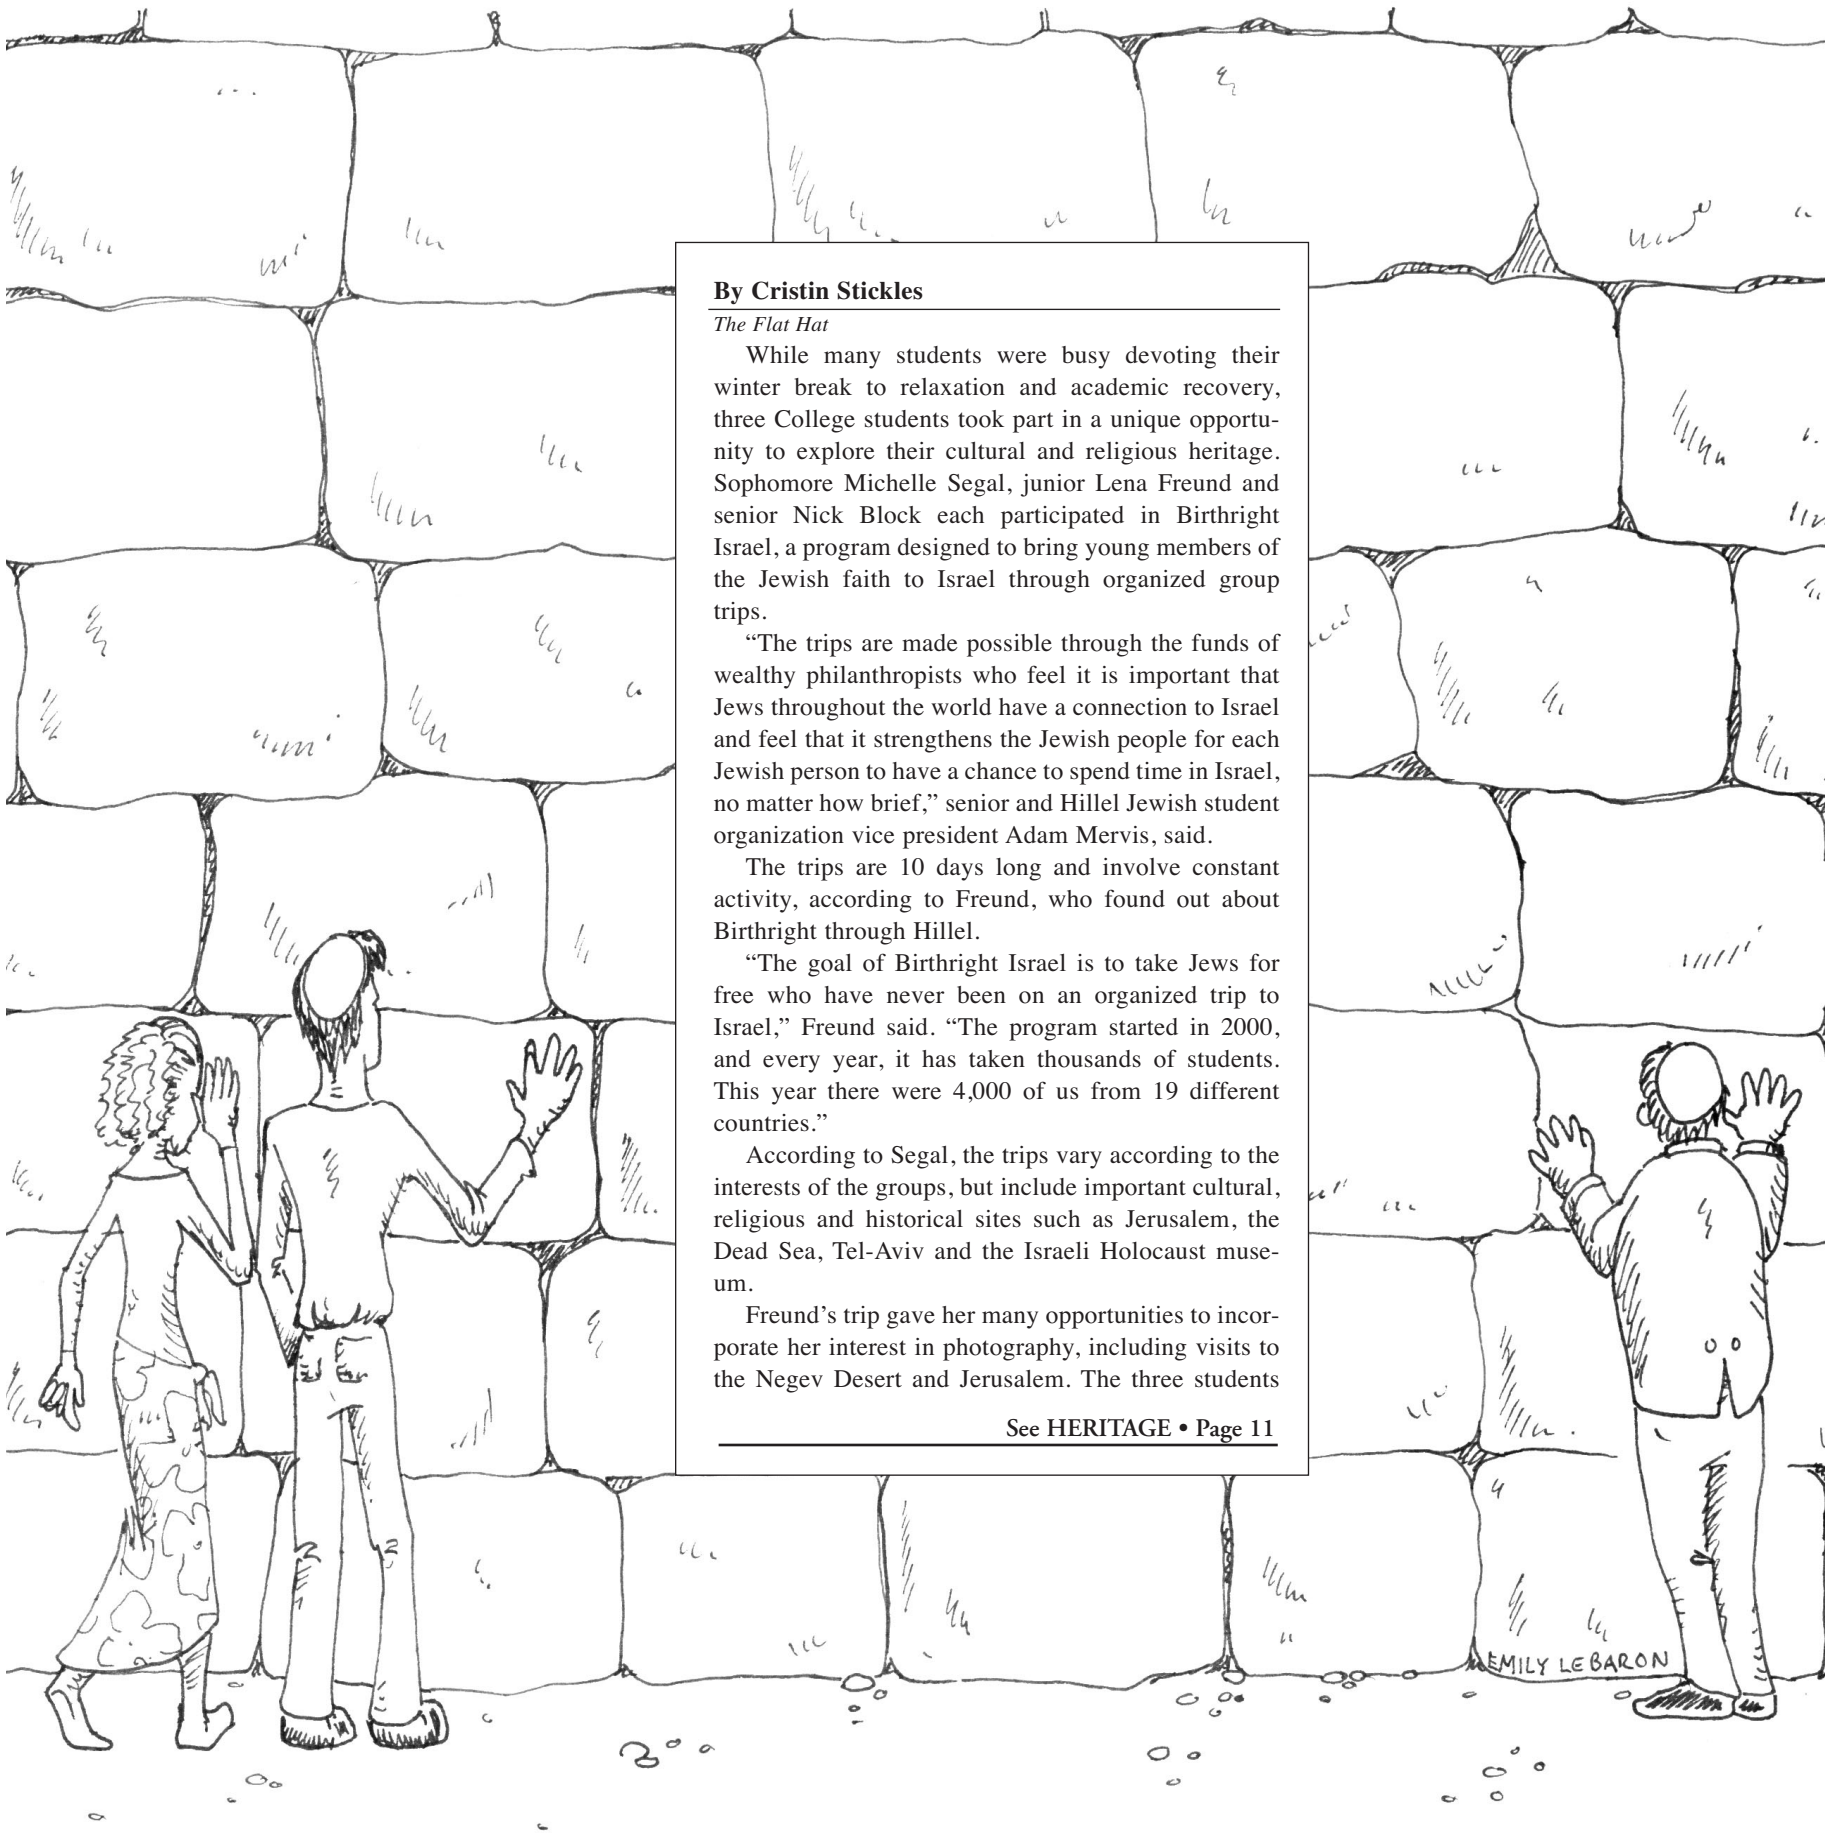 By Cristin Stickles
The Flat Hat
While many students were busy devoting their
winter break to relaxation and academic recovery,
three College students took part in a unique opportu-
nity to explore their cultural and religious heritage.
Sophomore Michelle Segal, junior Lena Freund and
senior Nick Block each participated in Birthright
Israel, a program designed to bring young members of
the Jewish faith to Israel through organized group
trips.
“The trips are made possible through the funds of
wealthy philanthropists who feel it is important that
Jews throughout the world have a connection to Israel
and feel that it strengthens the Jewish people for each
Jewish person to have a chance to spend time in Israel,
no matter how brief,” senior and Hillel Jewish student
organization vice president Adam Mervis, said.
The trips are 10 days long and involve constant
activity, according to Freund, who found out about
Birthright through Hillel.
“The goal of Birthright Israel is to take Jews for
free who have never been on an organized trip to
Israel,” Freund said. “The program started in 2000,
and every year, it has taken thousands of students.
This year there were 4,000 of us from 19 different
countries.”
According to Segal, the trips vary according to the
interests of the groups, but include important cultural,
religious and historical sites such as Jerusalem, the
Dead Sea, Tel-Aviv and the Israeli Holocaust muse-
um.
Freund’s trip gave her many opportunities to incor-
porate her interest in photography, including visits to
the Negev Desert and Jerusalem. The three students
See HERITAGE • Page 11
EMILY LEBARON